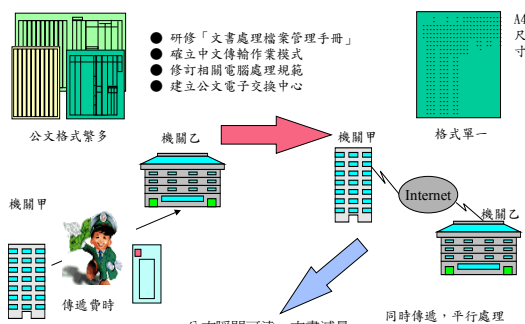 ● 研修「文書處理檔案管理手冊」
● 確立中文傳輸作業模式
● 修訂相關電腦處理規範
● 建立公文電子交換中心
A4
尺
寸
公文格式繁多
機關乙
機關甲
格式單一
Internet
機關甲
機關乙
傳遞費時
同時傳遞，平行處理